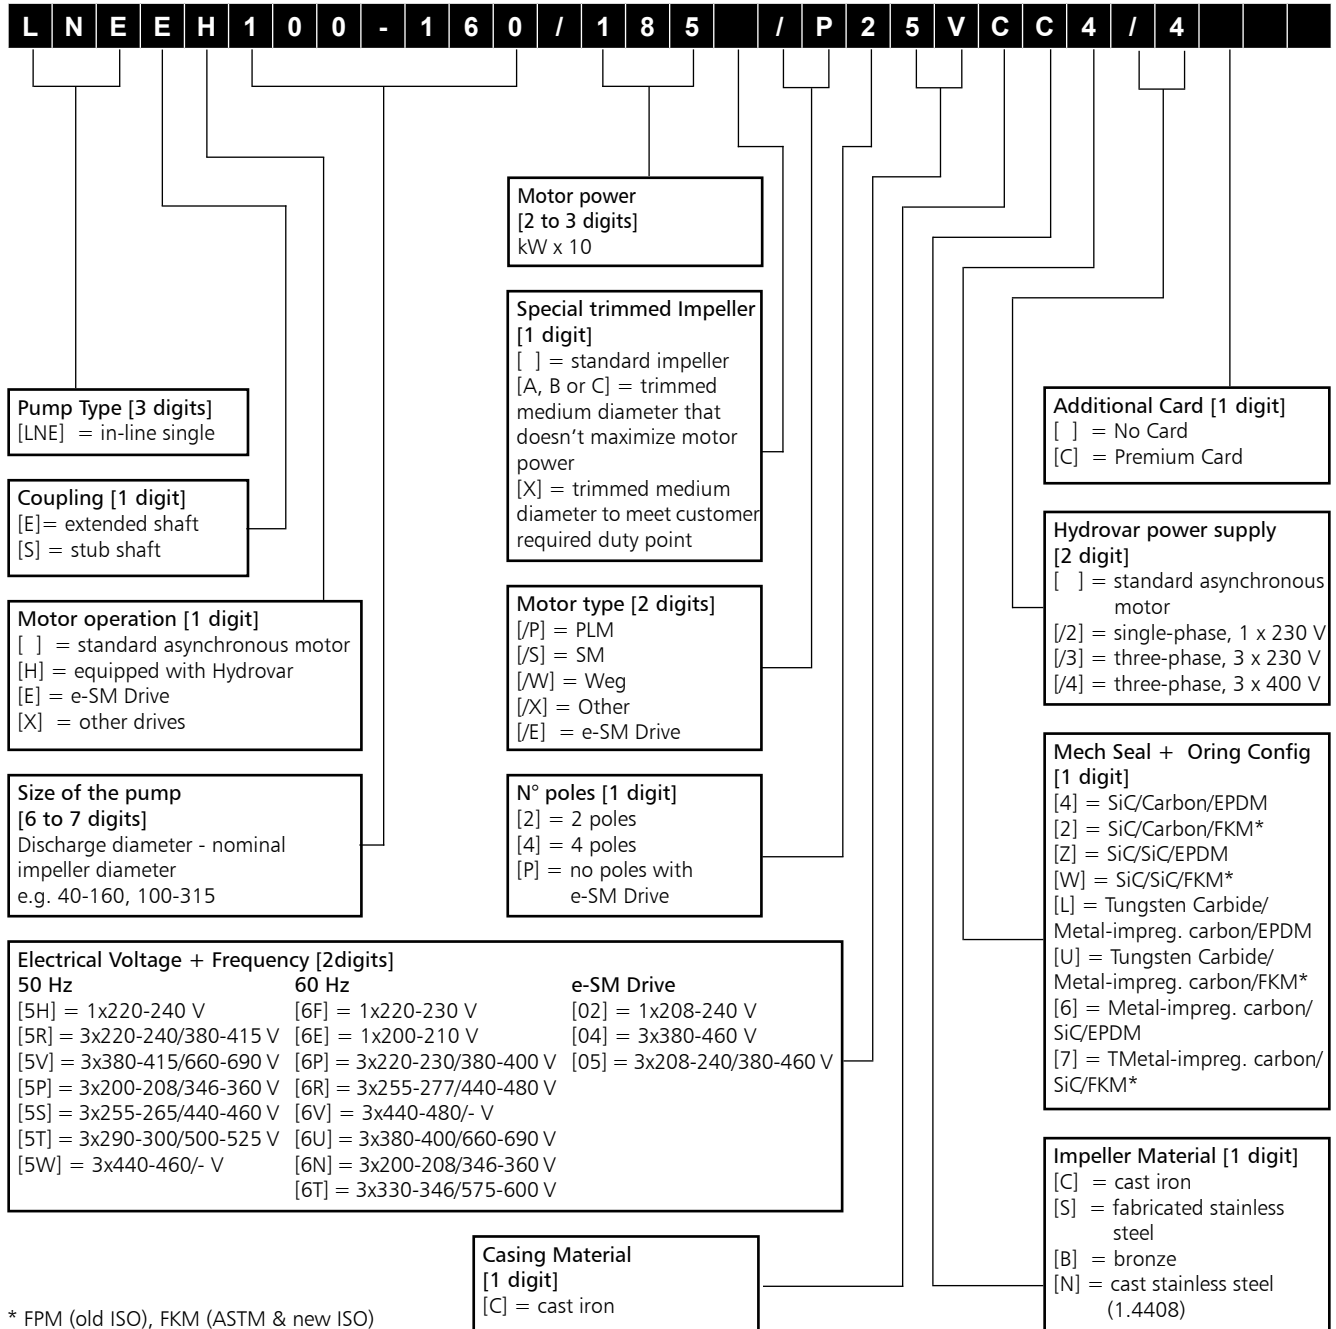 L N E E H 1 0 0 - 1 6 0 / 1 8 5 / P 2 5 V C C 4 / 4
Motor power
[2 to 3 digits]
kW x 10
Special trimmed Impeller
[1 digit]
[ ] = standard impeller
[A, B or C] = trimmed
medium diameter that
doesn't maximize motor
power
[X] = trimmed medium
diameter to meet customer
required duty point
Pump Type [3 digits]
[LNE] = in-line single
Coupling [1 digit]
[E]= extended shaft
[S] = stub shaft
Motor operation [1 digit]
[ ] = standard asynchronous motor
[H] = equipped with Hydrovar
[E] = e-SM Drive
[X] = other drives
Motor type [2 digits]
[/P] = PLM
[/S] = SM
[/W] = Weg
[/X] = Other
[/E] = e-SM Drive
Size of the pump
[6 to 7 digits]
Discharge diameter - nominal
impeller diameter
e.g. 40-160, 100-315
N° poles [1 digit]
[2] = 2 poles
[4] = 4 poles
[P] = no poles with
e-SM Drive
Additional Card [1 digit]
[ ] = No Card
[C] = Premium Card
Hydrovar power supply
[2 digit]
[ ] = standard asynchronous
motor
[/2] = single-phase, 1 x 230 V
[/3] = three-phase, 3 x 230 V
[/4] = three-phase, 3 x 400 V
Mech Seal + Oring Config
[1 digit]
[4] = SiC/Carbon/EPDM
[2] = SiC/Carbon/FKM*
[Z] = SiC/SiC/EPDM
[W] = SiC/SiC/FKM*
[L] = Tungsten Carbide/
Metal-impreg. carbon/EPDM
[U] = Tungsten Carbide/
Metal-impreg. carbon/FKM*
[6] = Metal-impreg. carbon/
SiC/EPDM
[7] = TMetal-impreg. carbon/
SiC/FKM*
Electrical Voltage + Frequency [2digits]
50 Hz
[5H] = 1x220-240 V
[5R] = 3x220-240/380-415 V
[5V] = 3x380-415/660-690 V
[5P] = 3x200-208/346-360 V
[5S] = 3x255-265/440-460 V
[5T] = 3x290-300/500-525 V
[5W] = 3x440-460/- V
60 Hz
[6F] = 1x220-230 V
[6E] = 1x200-210 V
[6P] = 3x220-230/380-400 V
[6R] = 3x255-277/440-480 V
[6V] = 3x440-480/- V
[6U] = 3x380-400/660-690 V
[6N] = 3x200-208/346-360 V
[6T] = 3x330-346/575-600 V
e-SM Drive
[02] = 1x208-240 V
[04] = 3x380-460 V
[05] = 3x208-240/380-460 V
Casing Material
[1 digit]
[C] = cast iron
Impeller Material [1 digit]
[C] = cast iron
[S] = fabricated stainless
steel
[B] = bronze
[N] = cast stainless steel
(1.4408)
* FPM (old ISO), FKM (ASTM & new ISO)